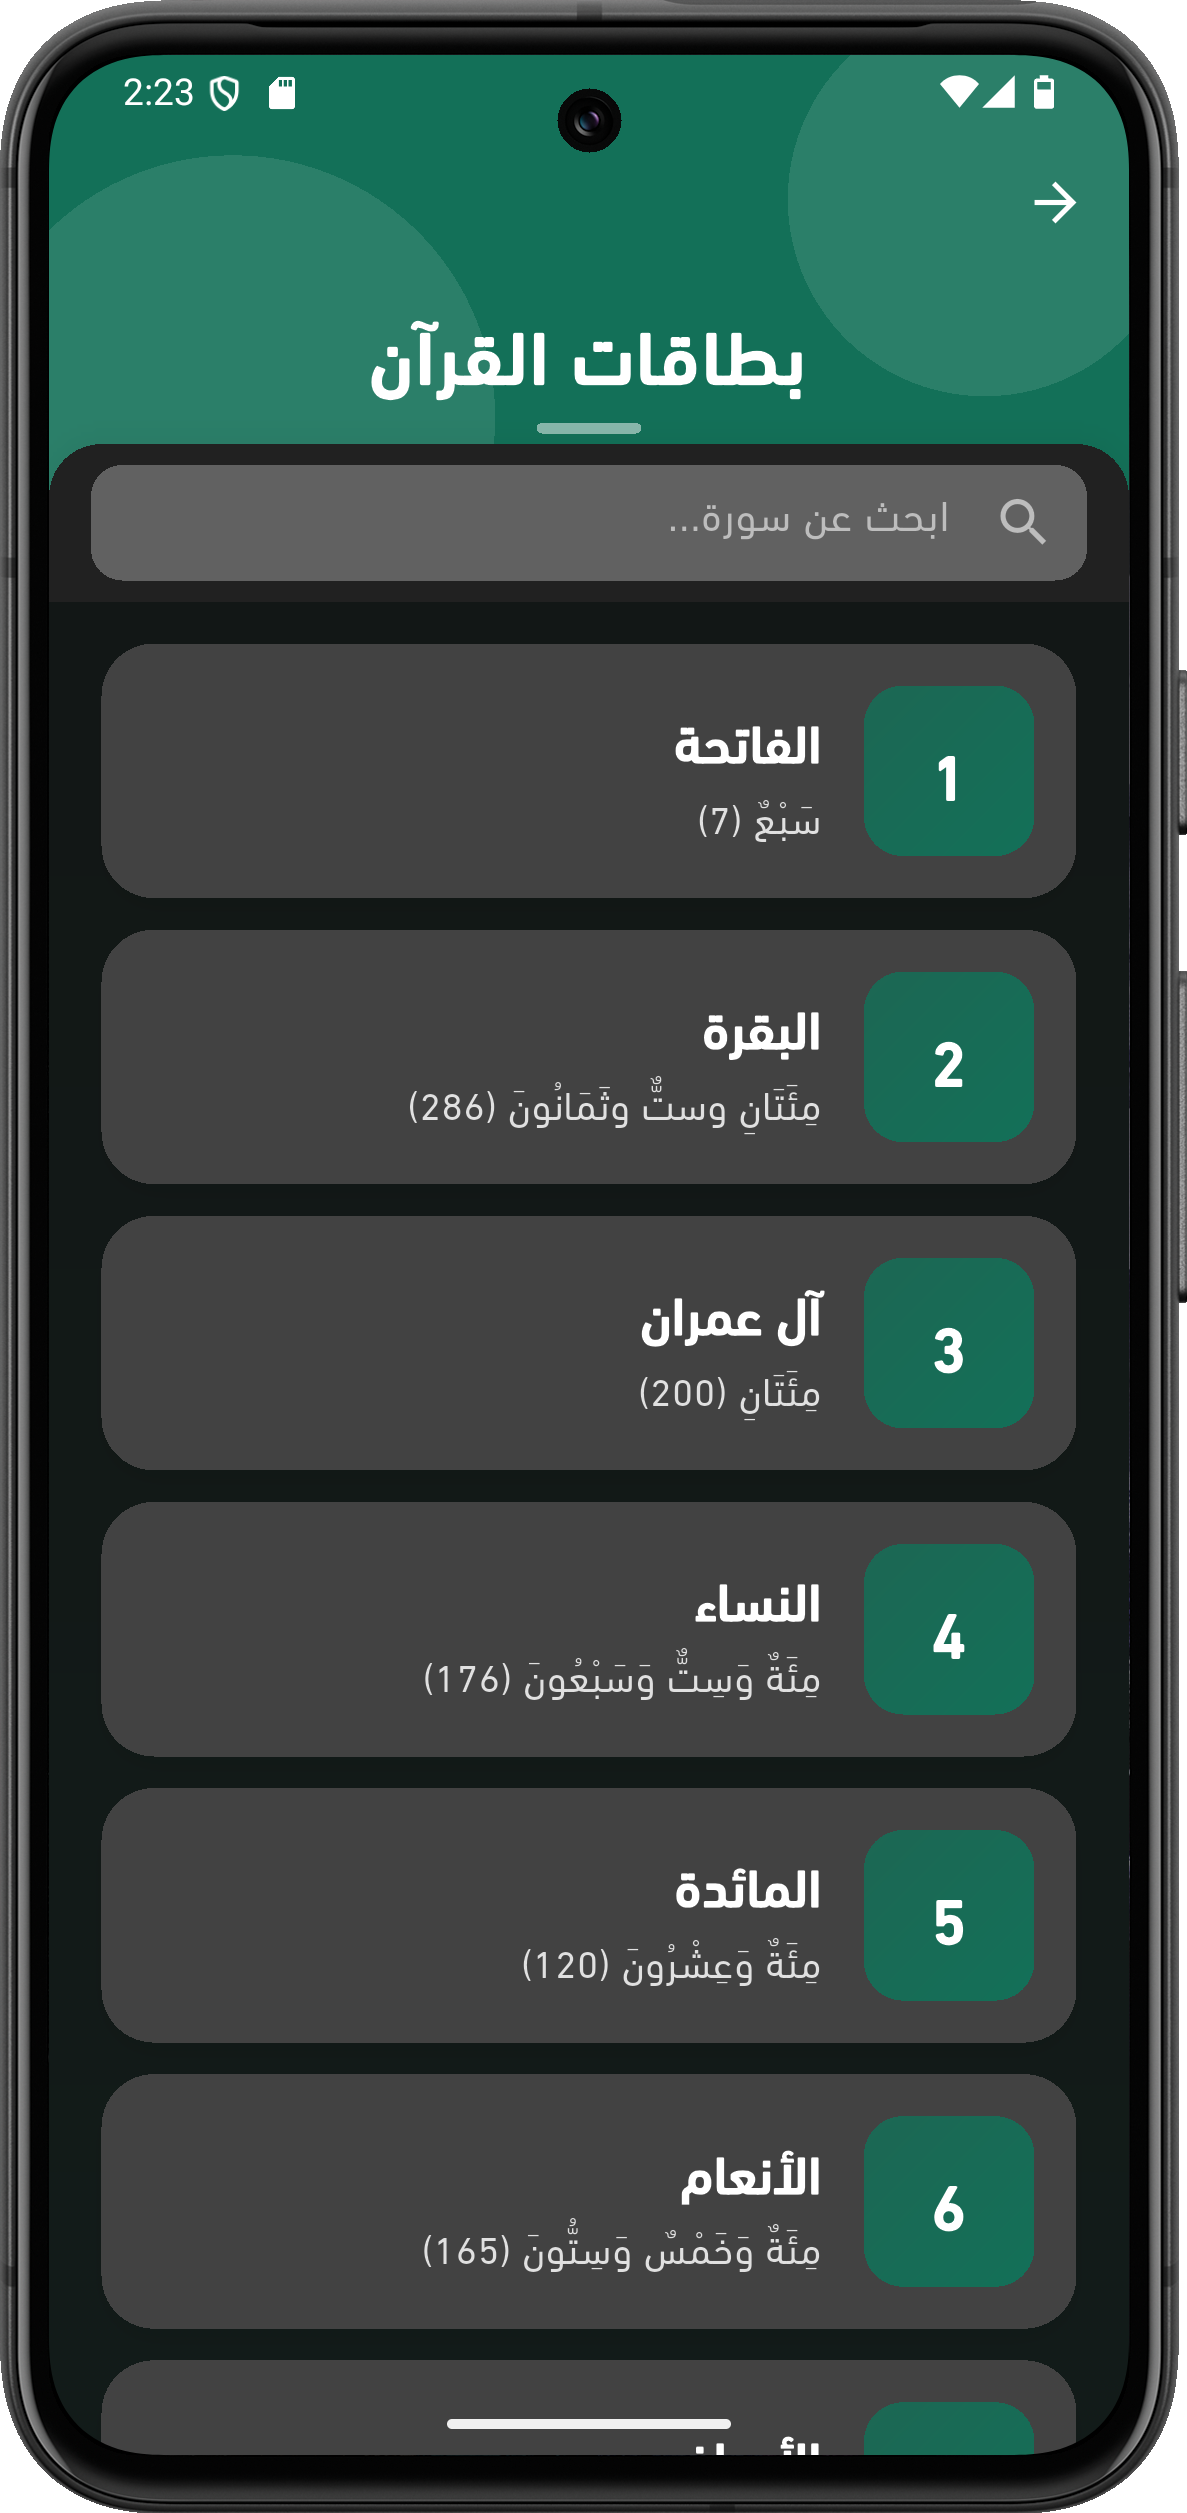 2:23
بطاقات القرآن
ابحث عن سورة...
1
الفاتحة
سَبْعٌ (7)
2
البقرة
مِئَتَانِ وستٌّ وثَمَانُونَ (286)
3
آل عمران
مِئَتَانِ (200)
4
النساء
مِئَةٌ وَسِتٌّ وَسَبْعُونَ (176)
5
المائدة
مِئَةٌ وَعِشْرُونَ (120)
6
الأنعام
مِئَةٌ وَخَمْسٌ وَسِتُّونَ (165)